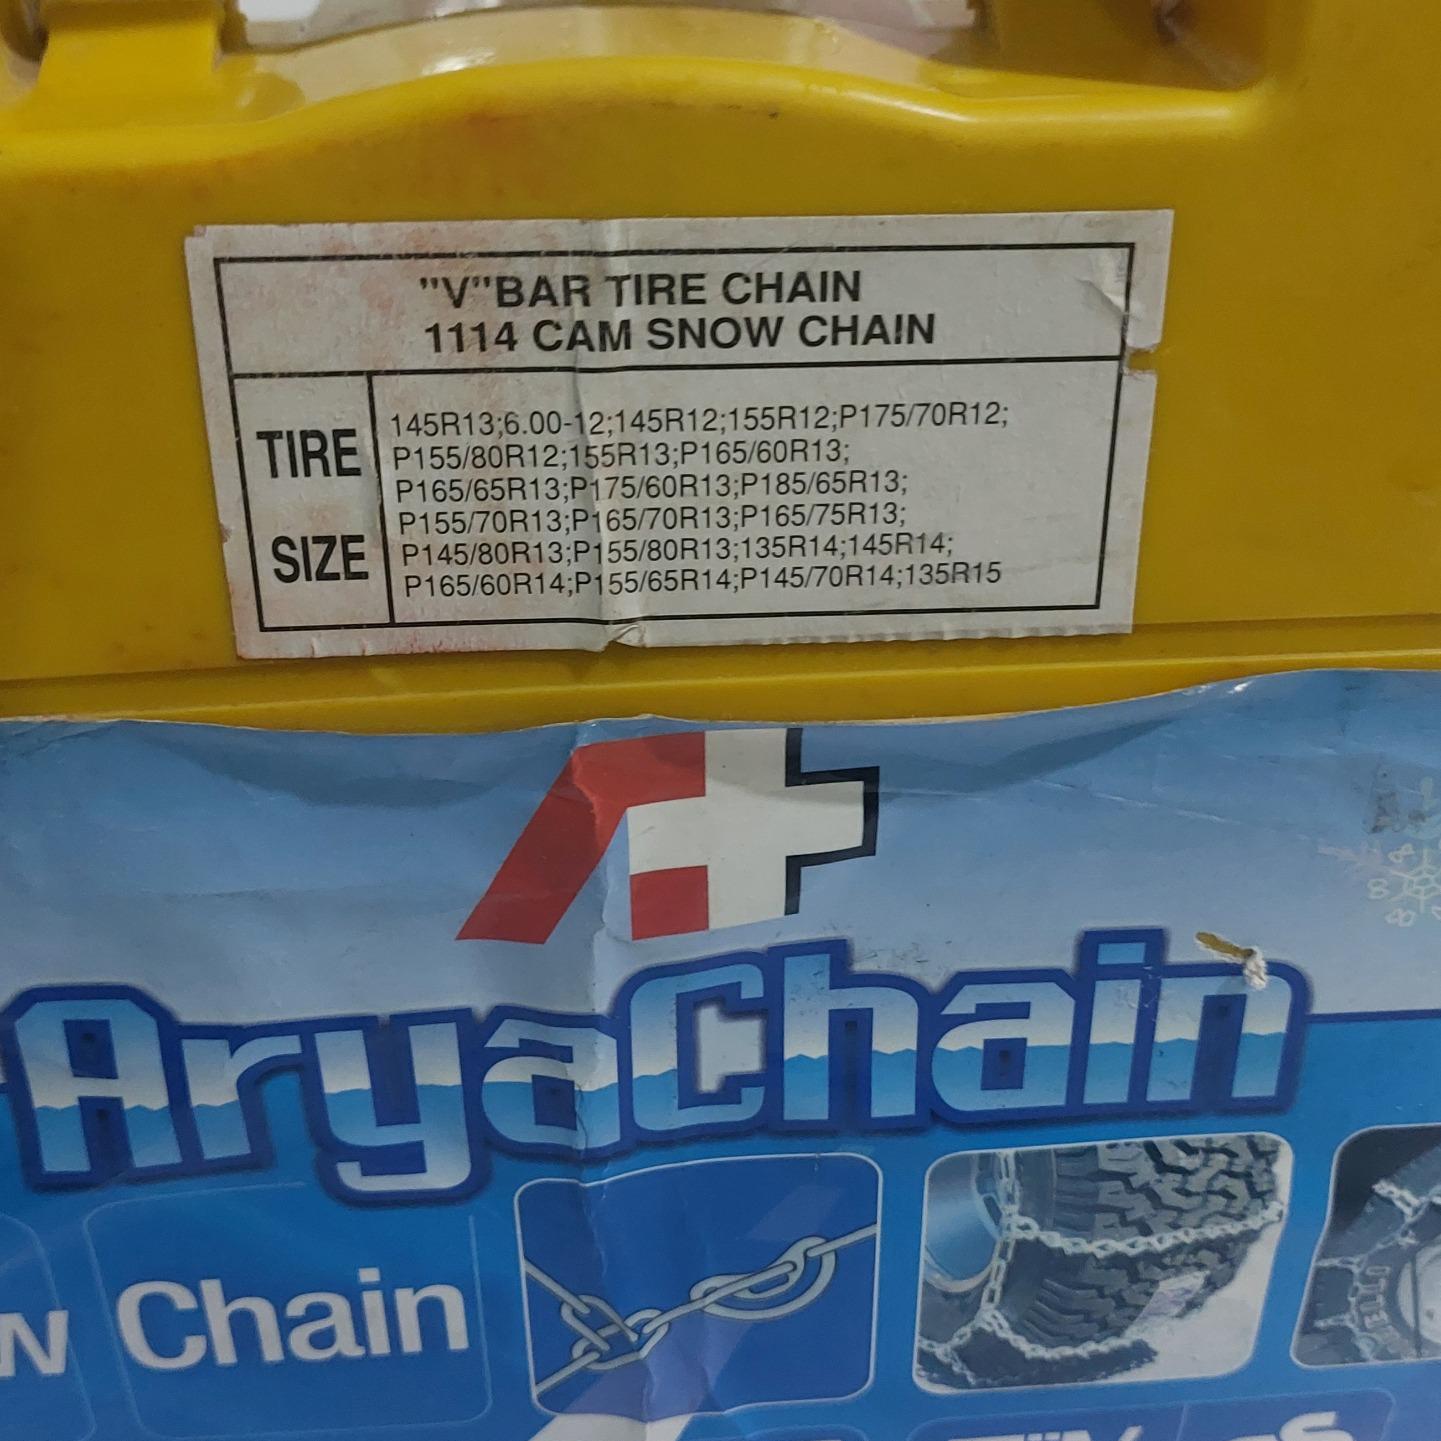 "V"BAR TIRE CHAIN
1114 CAM SNOW CHAIN
TIRE
SIZE
145R13;6.00-12;145R12;155R12;P175/70R12;
P155/80R12;155R13;P165/60R13;
P165/65R13;P175/60R13;P185/65R13;
P155/70R13;P165/70R13;P165/75R13;
P145/80R13;P155/80R13;135R14;145R14;
P165/60R14;P155/65R14;P145/70R14;135R15
AryaChain
w Chain